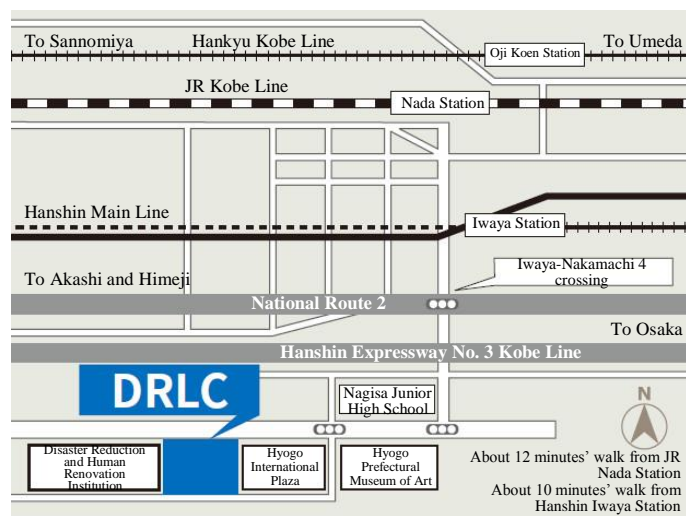 To Sannomiya Hankyu Kobe Line To Umeda
Oji Koen Station
JR Kobe Line
Nada Station
Hanshin Main Line
Iwaya Station
Iwaya-Nakamachi 4
crossing
To Akashi and Himeji
National Route 2
To Osaka
Hanshin Expressway No. 3 Kobe Line
DRLC
Nagisa Junior
High School
N
Disaster Reduction
and Human
Renovation
Institution
Hyogo
International
Plaza
Hyogo
Prefectural
Museum of Art
About 12 minutes’ walk from JR
Nada Station
About 10 minutes’ walk from
Hanshin Iwaya Station